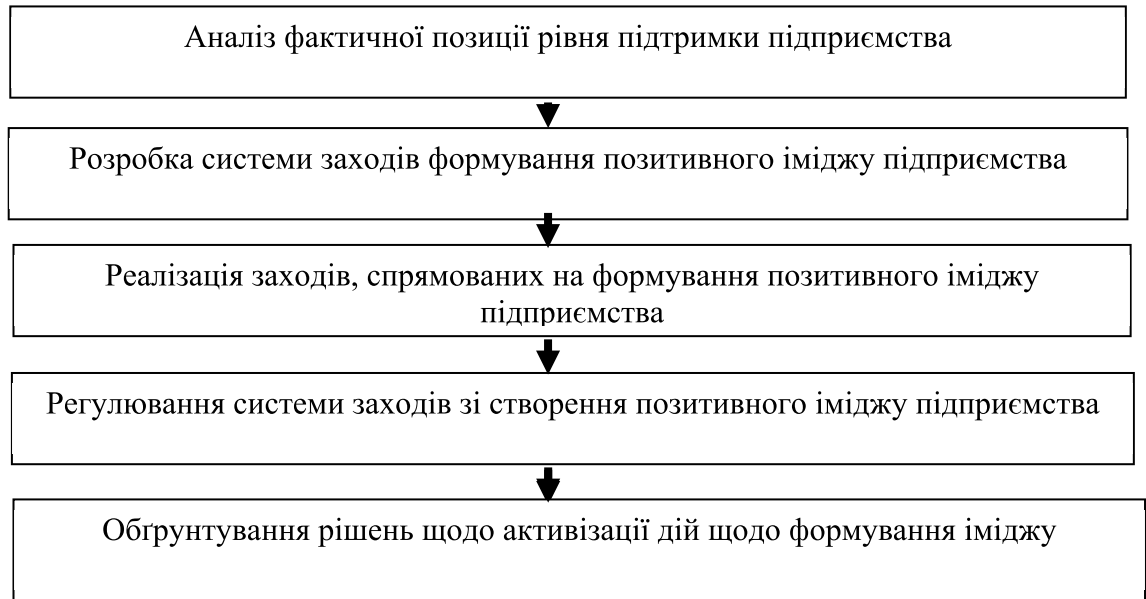 Аналіз фактичної позиції рівня підтримки підприємства
Розробка системи заходів формування позитивного іміджу підприємства
Реалізація заходів, спрямованих на формування позитивного іміджу
підприємства
Регулювання системи заходів зі створення позитивного іміджу підприємства
Обґрунтування рішень щодо активізації дій щодо формування іміджу